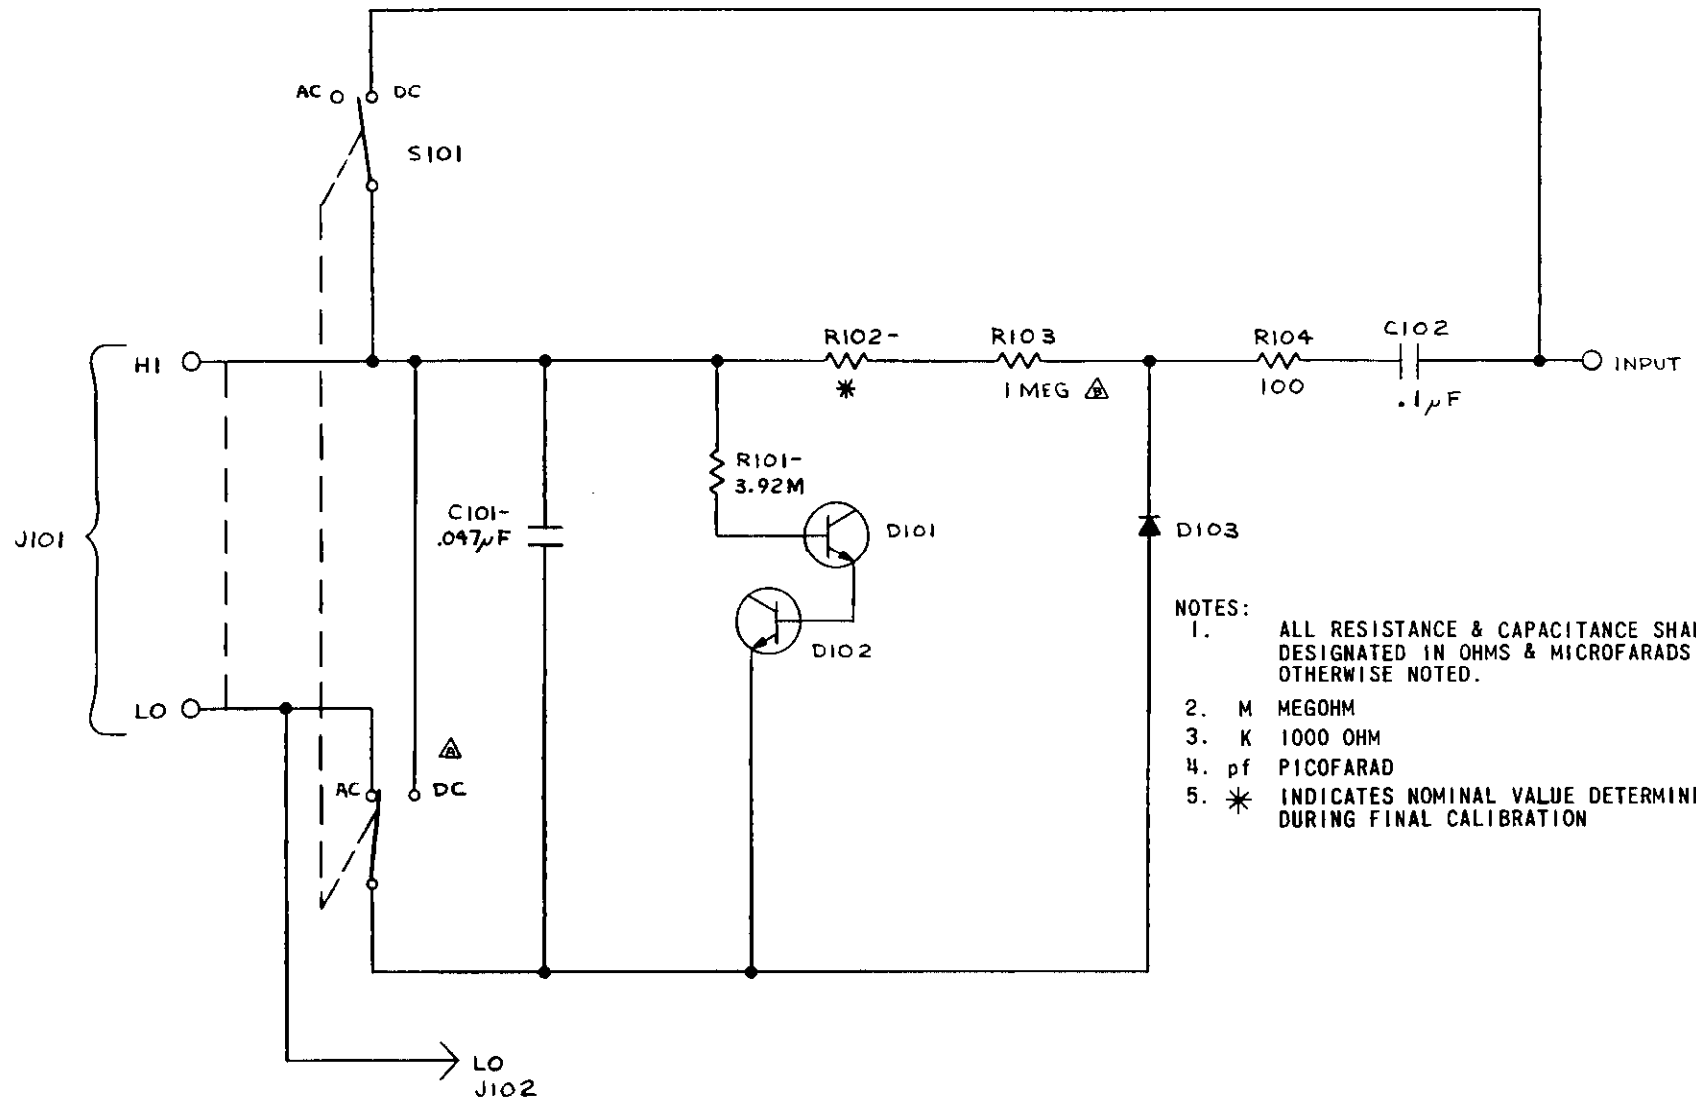 AC DC
S101
HI
J101
LO
R102-
*
R103
1 MEG B
R104
100
C102
.1μF
INPUT
R101-
3.92M
C101-
.047μF
D101
D102
D103
AC DC
LO
J102
NOTES:
1. ALL RESISTANCE & CAPACITANCE SHAL
DESIGNATED IN OHMS & MICROFARADS
OTHERWISE NOTED.
2. M MEGOHM
3. K 1000 OHM
4. pf PICOFARAD
5. * INDICATES NOMINAL VALUE DETERMIN
DURING FINAL CALIBRATION